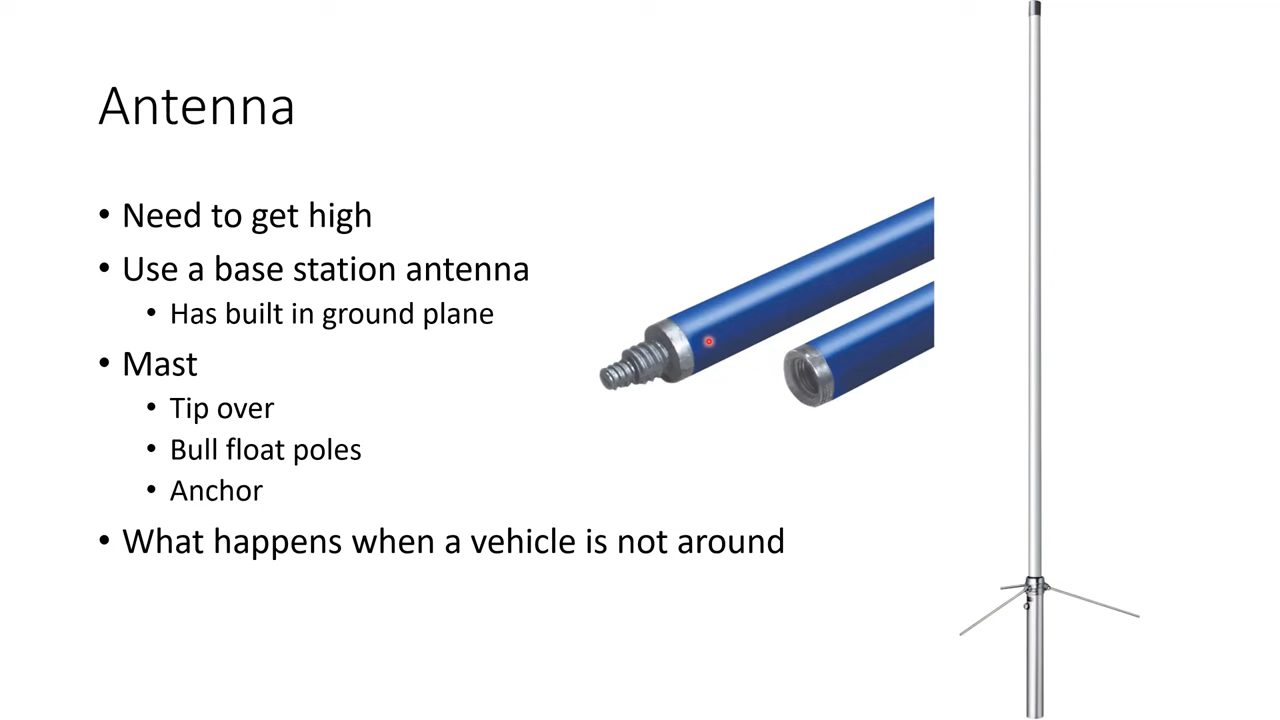 Antenna
• Need to get high
• Use a base station antenna
• Has built in ground plane
• Mast
• Tip over
• Bull float poles
• Anchor
• What happens when a vehicle is not around